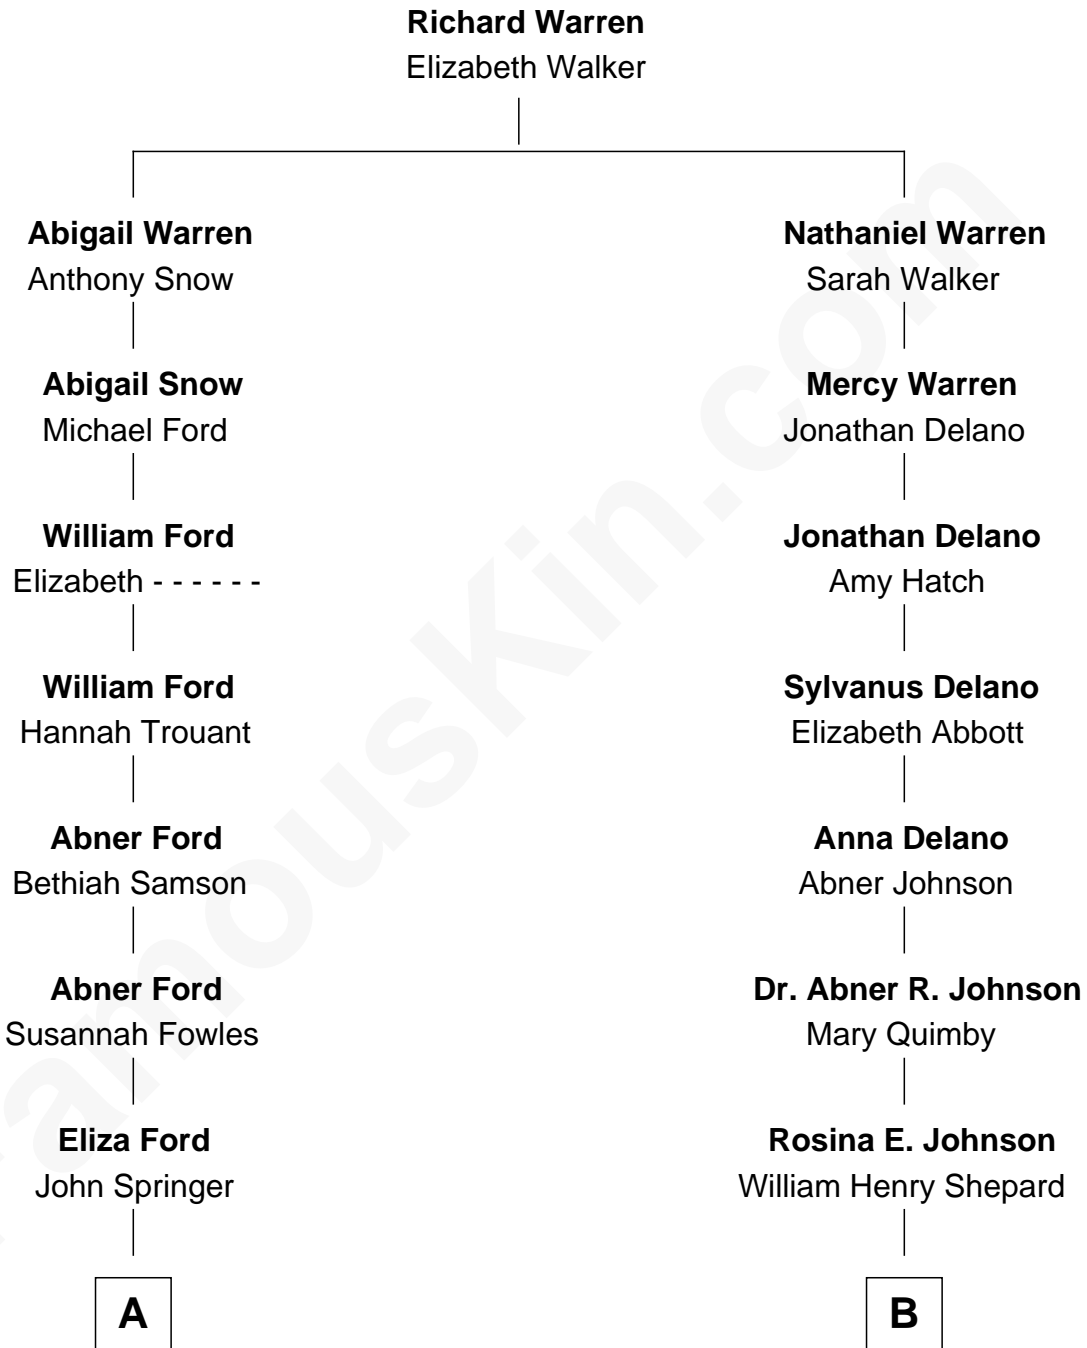 Richard Warren
Elizabeth Walker
Abigail Warren
Anthony Snow
Nathaniel Warren
Sarah Walker
Abigail Snow
Michael Ford
Mercy Warren
Jonathan Delano
William Ford
Elizabeth - - - - - -
Jonathan Delano
Amy Hatch
William Ford
Hannah Trouant
Sylvanus Delano
Elizabeth Abbott
Abner Ford
Bethiah Samson
Anna Delano
Abner Johnson
Abner Ford
Susannah Fowles
Dr. Abner R. Johnson
Mary Quimby
Eliza Ford
John Springer
Rosina E. Johnson
William Henry Shepard
A
B
FamousKin.com